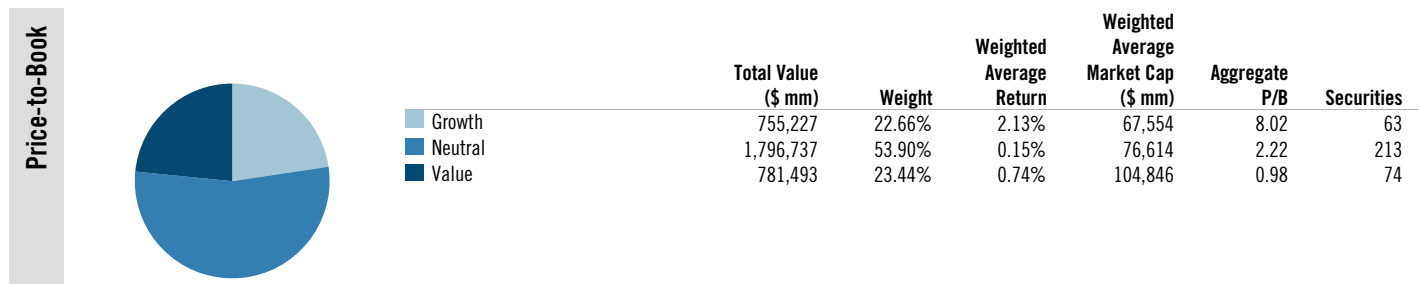 Price-to-Book
Weighted
Weighted Average
Average Market Cap Aggregate
Total Value
($ mm) Weight Return ($ mm) P/B Securities
Growth 755,227 22.66% 2.13% 67,554 8.02 63
Neutral 1,796,737 53.90% 0.15% 76,614 2.22 213
Value 781,493 23.44% 0.74% 104,846 0.98 74